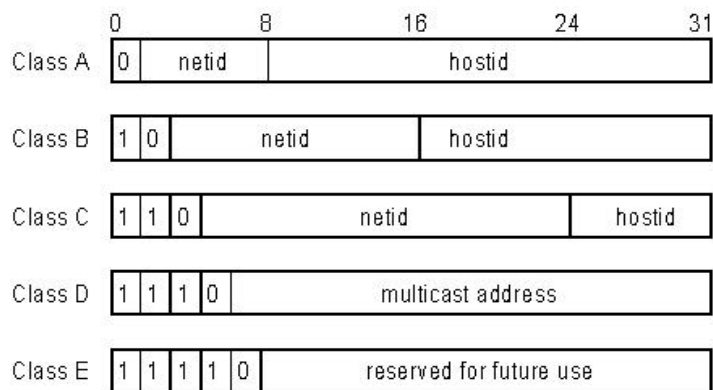 0 8 16 24 31
Class A 0 netid hostid
Class B 1 0 netid hostid
Class C 1 1 0 netid hostid
Class D 1 1 1 0 multicast address
Class E 1 1 1 1 0 reserved for future use